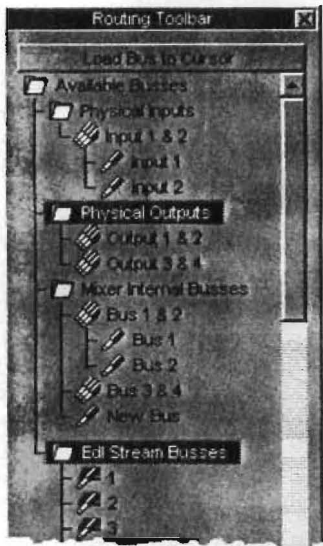 Routing Toolbar
Load Bus to Cursor
Available Busses
Physical Inputs
Input 1 & 2
Input 1
Input 2
Physical Outputs
Output 1 & 2
Output 3 & 4
Mixer Internal Busses
Bus 1 & 2
Bus 1
Bus 2
Bus 3 & 4
New Bus
Edl Stream Busses
1
2
3